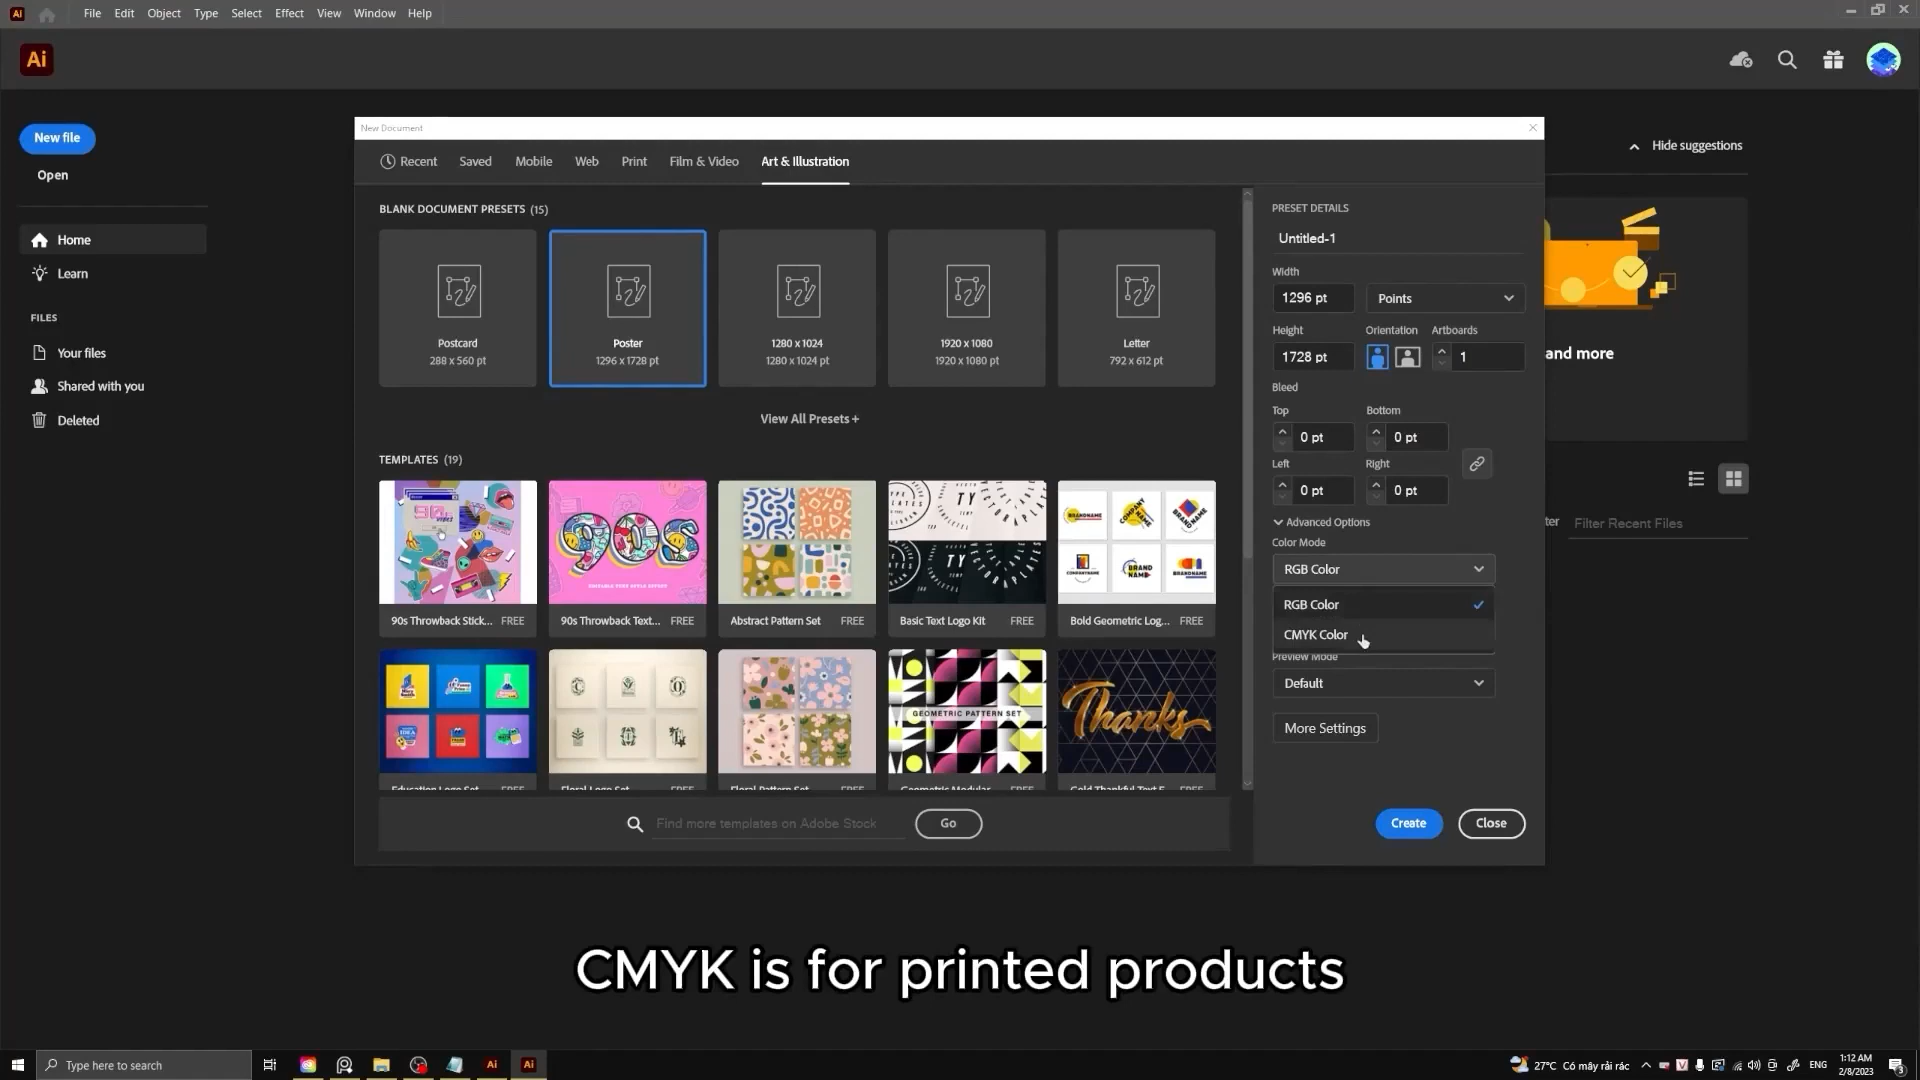 Ai
File Edit Object Type Select Effect View Window Help
Ai
New file
Open
Home
Learn
FILES
Your files
Shared with you
Deleted
New Document
Recent Saved Mobile Web Print Film & Video Art & Illustration
BLANK DOCUMENT PRESETS (15)
Postcard
288 x 560 pt
Poster
1296 x 1728 pt
1280 x 1024
1280 x 1024 pt
1920 x 1080
1920 x 1080 pt
Letter
792 x 612 pt
View All Presets +
TEMPLATES (19)
90s Throwback Stick... FREE
90s Throwback Text... FREE
Abstract Pattern Set FREE
Basic Text Logo Kit FREE
Bold Geometric Log... FREE
GEOMETRIC PATTERN SET
Thanks
Education Logo Set FREE
Floral Logo Set FREE
Floral Pattern Set FREE
Geometric Modular FREE
Gold Thankful Text E FREE
Find more templates on Adobe Stock
Go
PRESET DETAILS
Untitled-1
Width
1296 pt Points
Height Orientation Artboards
1728 pt 1
Bleed
Top Bottom
0 pt 0 pt
Left Right
0 pt 0 pt
Advanced Options
Color Mode
RGB Color
RGB Color
CMYK Color
Preview Mode
Default
More Settings
Create Close
Hide suggestions
and more
ter Filter Recent Files
CMYK is for printed products
Type here to search
Ai Ai
27°C Có mây rải rác
ENG
1:12 AM
2/8/2023